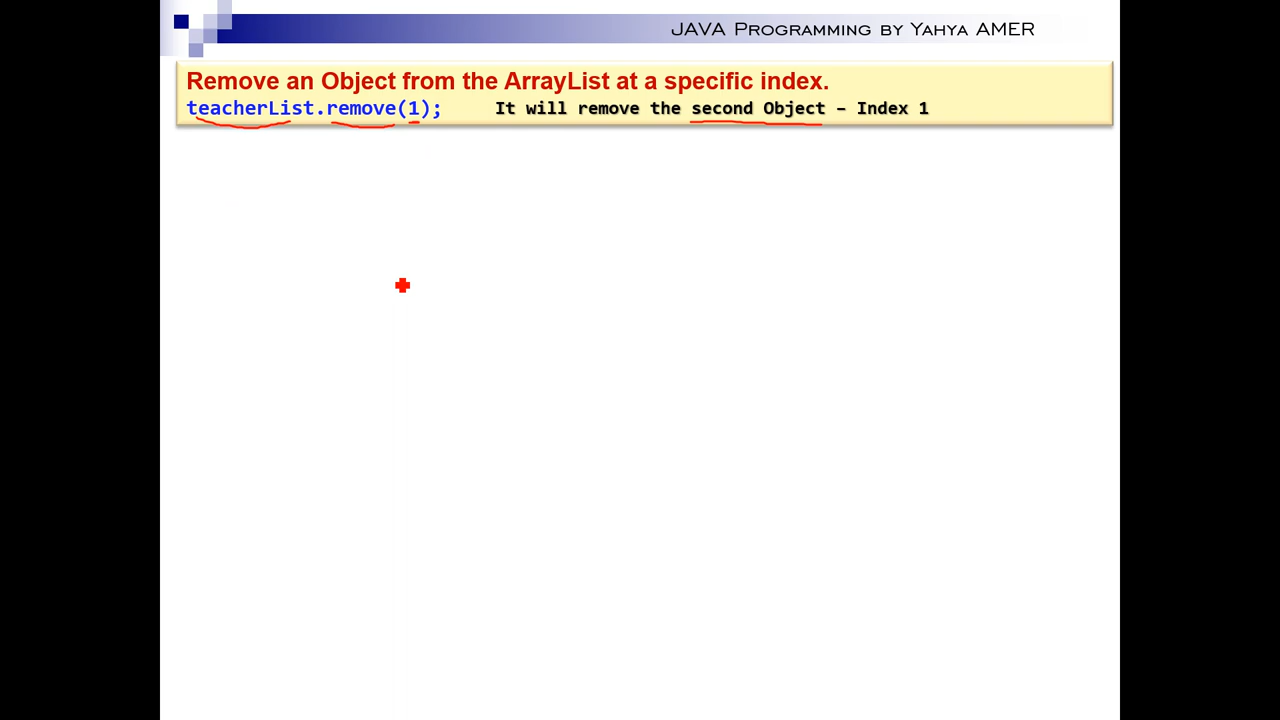 JAVA Programming by Yahya AMER
Remove an Object from the ArrayList at a specific index.
teacherList.remove(1); It will remove the second Object – Index 1